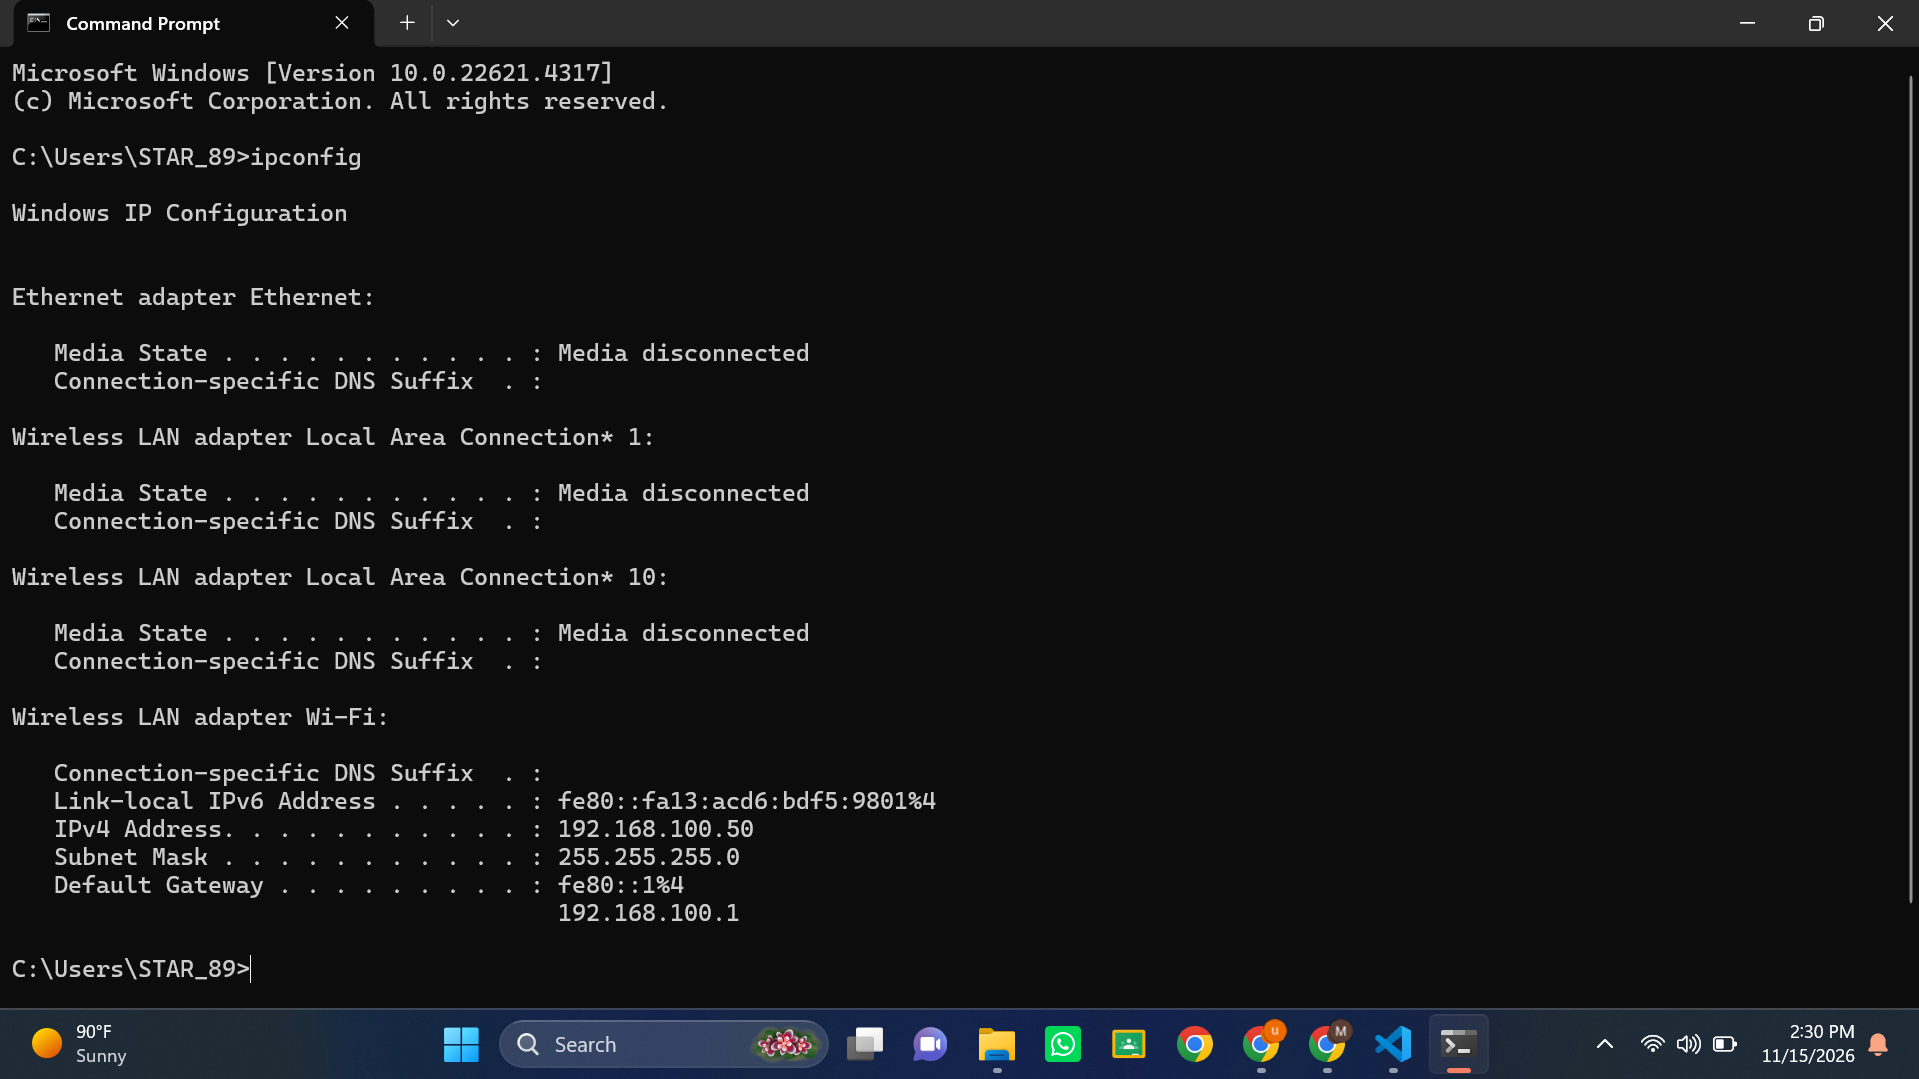 Command Prompt
Microsoft Windows [Version 10.0.22621.4317]
(c) Microsoft Corporation. All rights reserved.
C:\Users\STAR_89>ipconfig
Windows IP Configuration
Ethernet adapter Ethernet:
   Media State . . . . . . . . . . . : Media disconnected
   Connection-specific DNS Suffix  . :
Wireless LAN adapter Local Area Connection* 1:
   Media State . . . . . . . . . . . : Media disconnected
   Connection-specific DNS Suffix  . :
Wireless LAN adapter Local Area Connection* 10:
   Media State . . . . . . . . . . . : Media disconnected
   Connection-specific DNS Suffix  . :
Wireless LAN adapter Wi-Fi:
   Connection-specific DNS Suffix  . :
   Link-local IPv6 Address . . . . . : fe80::fa13:acd6:bdf5:9801%4
   IPv4 Address. . . . . . . . . . . : 192.168.100.50
   Subnet Mask . . . . . . . . . . . : 255.255.255.0
   Default Gateway . . . . . . . . . : fe80::1%4
                                       192.168.100.1
C:\Users\STAR_89>
90°F
Sunny
Search
U
M
2:30 PM
11/15/2026